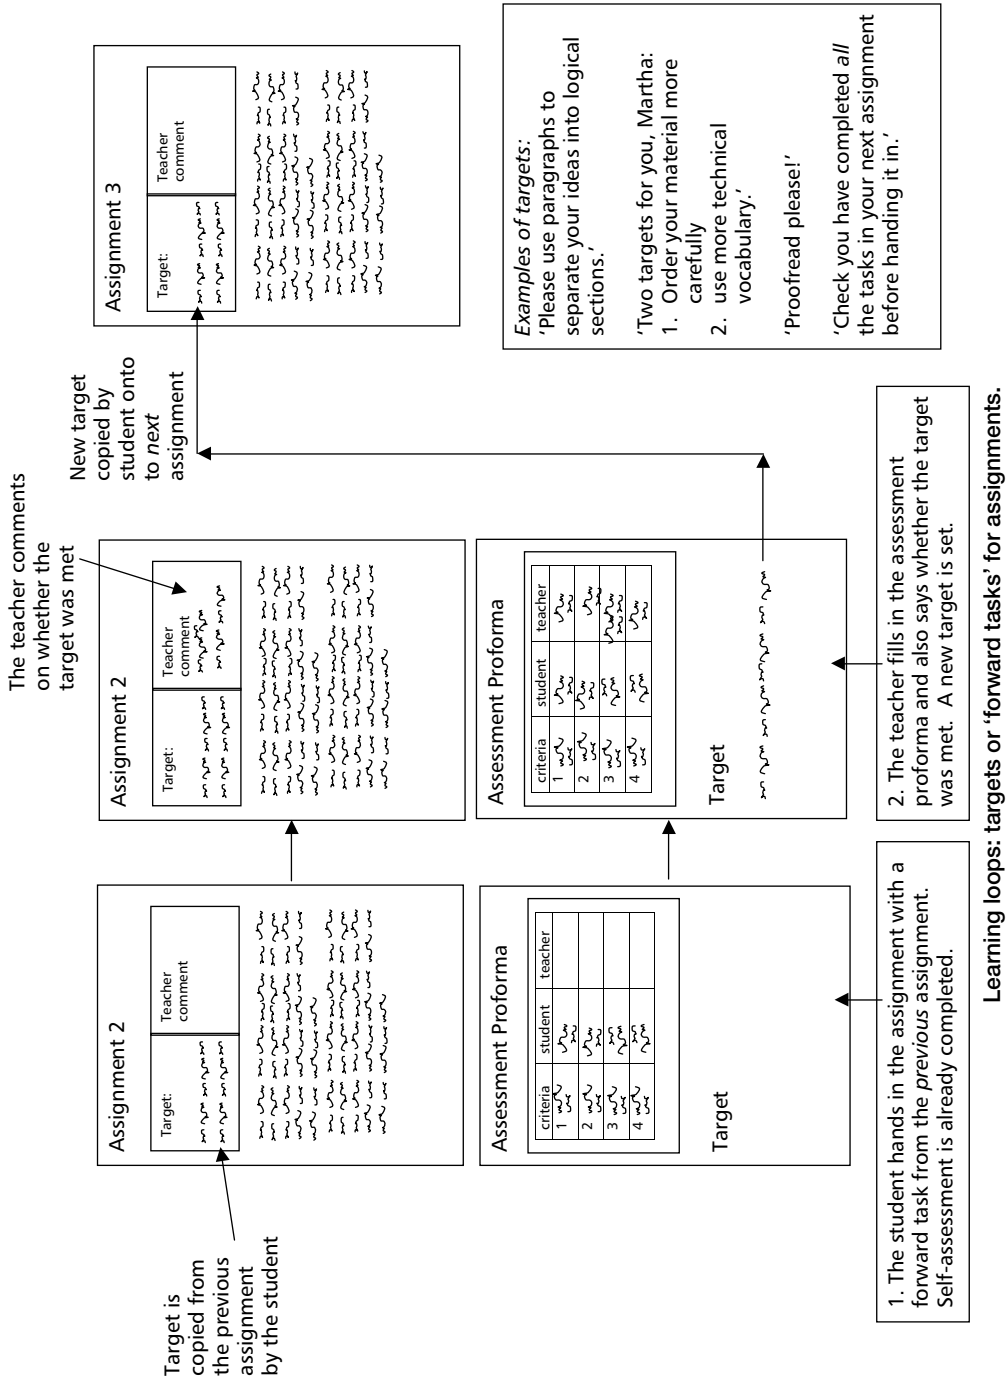 Target is
copied from
the previous
assignment
by the student
Assignment 2
Target:
Teacher
comment
Assessment Proforma
criteria student teacher
1
2
3
4
Target
1. The student hands in the assignment with a
forward task from the previous assignment.
Self-assessment is already completed.
The teacher comments
on whether the
target was met
Assignment 2
Target:
Teacher
comment
Assessment Proforma
criteria student teacher
1
2
3
4
Target
2. The teacher fills in the assessment
proforma and also says whether the target
was met. A new target is set.
New target
copied by
student onto
to next
assignment
Assignment 3
Target:
Teacher
comment
Examples of targets:
'Please use paragraphs to
separate your ideas into logical
sections.'
'Two targets for you, Martha:
1. Order your material more
carefully
2. use more technical
vocabulary.'
'Proofread please!'
'Check you have completed all
the tasks in your next assignment
before handing it in.'
Learning loops: targets or 'forward tasks' for assignments.